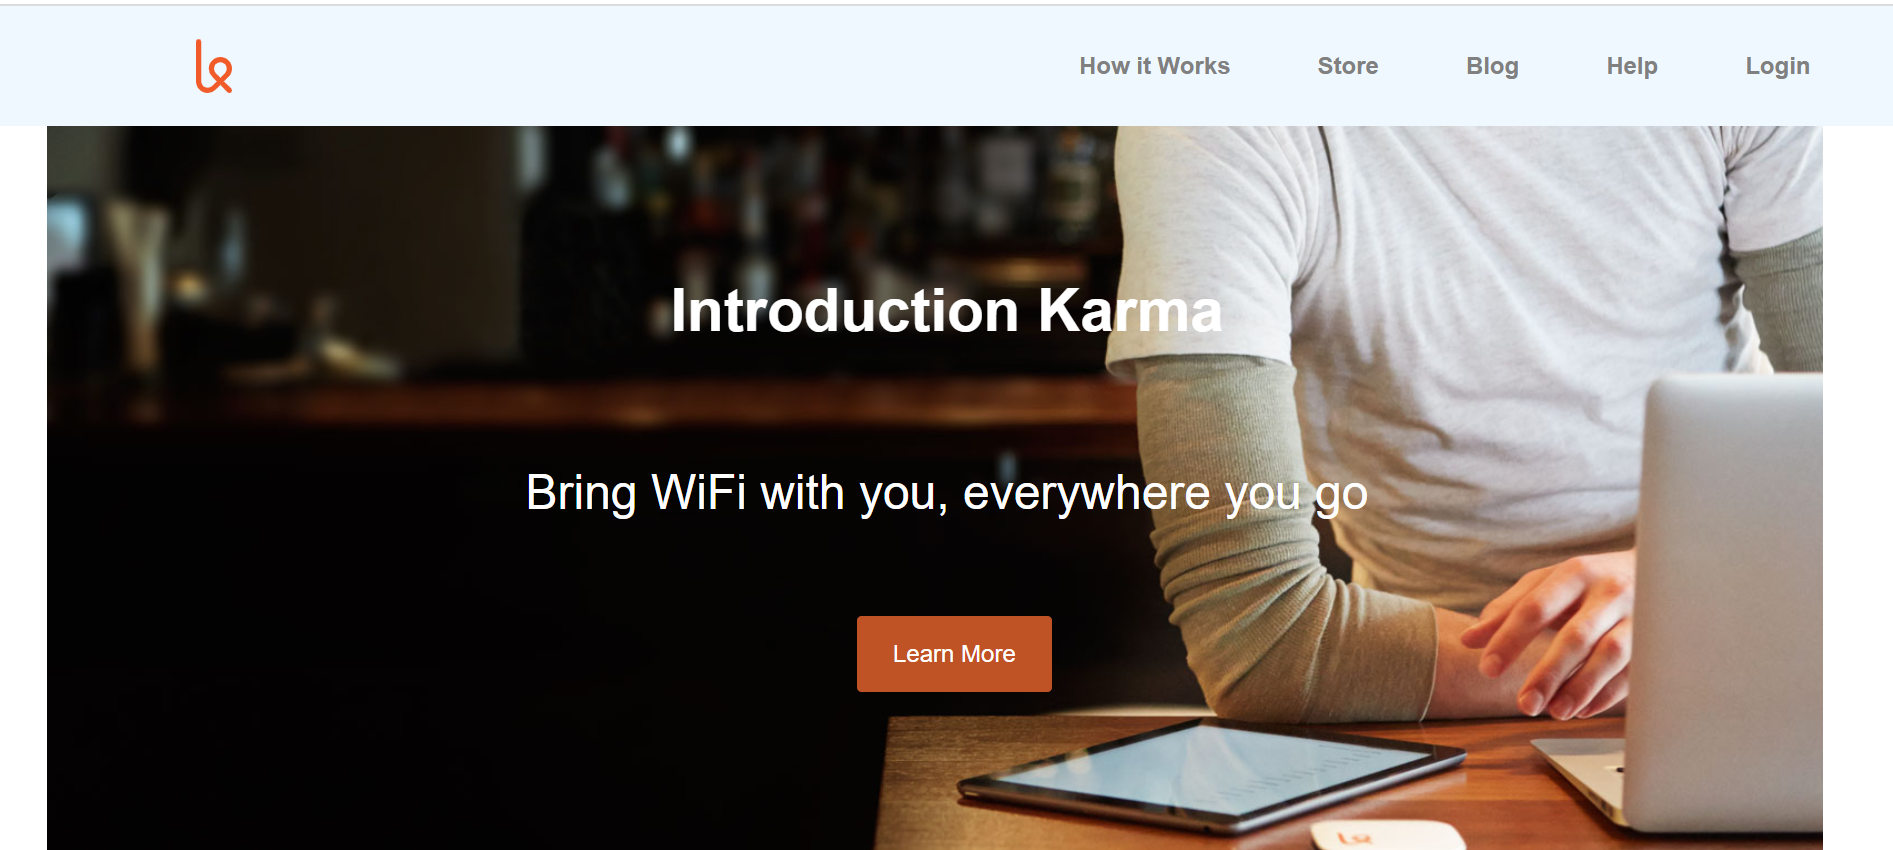 How it Works Store Blog Help Login
Introduction Karma
Bring WiFi with you, everywhere you go
Learn More